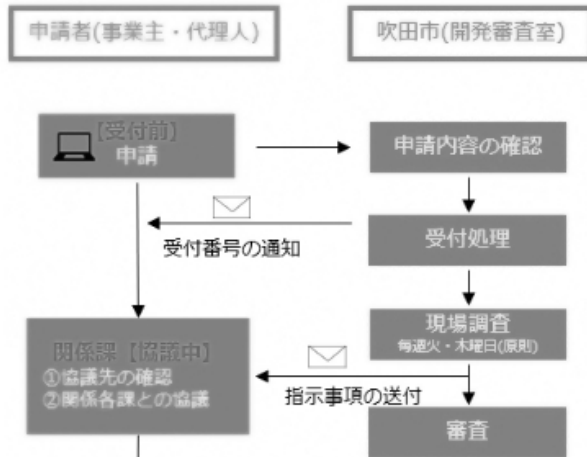 申請者(事業主・代理人)
吹田市(開発審査室)
【受付前】
申請
申請内容の確認
受付番号の通知
受付処理
現場調査
毎週火・木曜日(原則)
関係課【協議中】
①協議先の確認
②関係各課との協議
指示事項の送付
審査